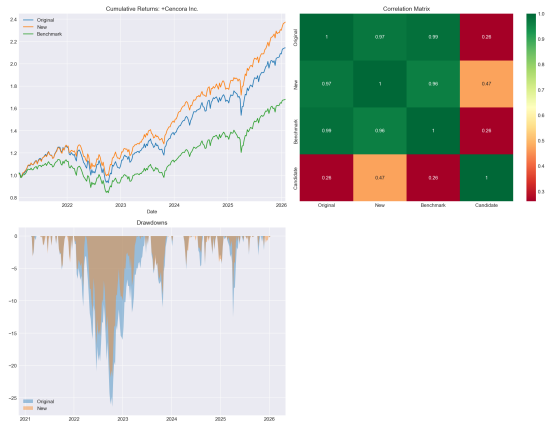 Cumulative Returns: +Cencora Inc.
Original
New
Benchmark
2.4
2.2
2.0
1.8
1.6
1.4
1.2
1.0
0.8
2022
2023
2024
2025
2026
Date
Correlation Matrix
Original
New
Benchmark
Candidate
1 0.97 0.99 0.26
0.97 1 0.96 0.47
0.99 0.96 1 0.26
0.26 0.47 0.26 1
Original New Benchmark Candidate
1.0
0.9
0.8
0.7
0.6
0.5
0.4
0.3
Drawdowns
0
−5
−10
−15
−20
−25
Original
New
2021 2022 2023 2024 2025 2026